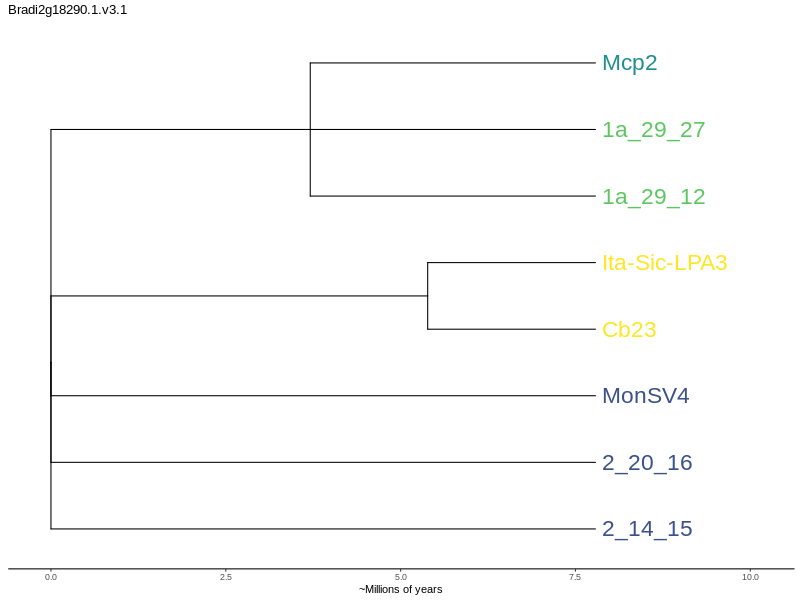 Bradi2g18290.1.v3.1
Mcp2
1a_29_27
1a_29_12
Ita-Sic-LPA3
Cb23
MonSV4
2_20_16
2_14_15
0.0 2.5 5.0 7.5 10.0
~Millions of years